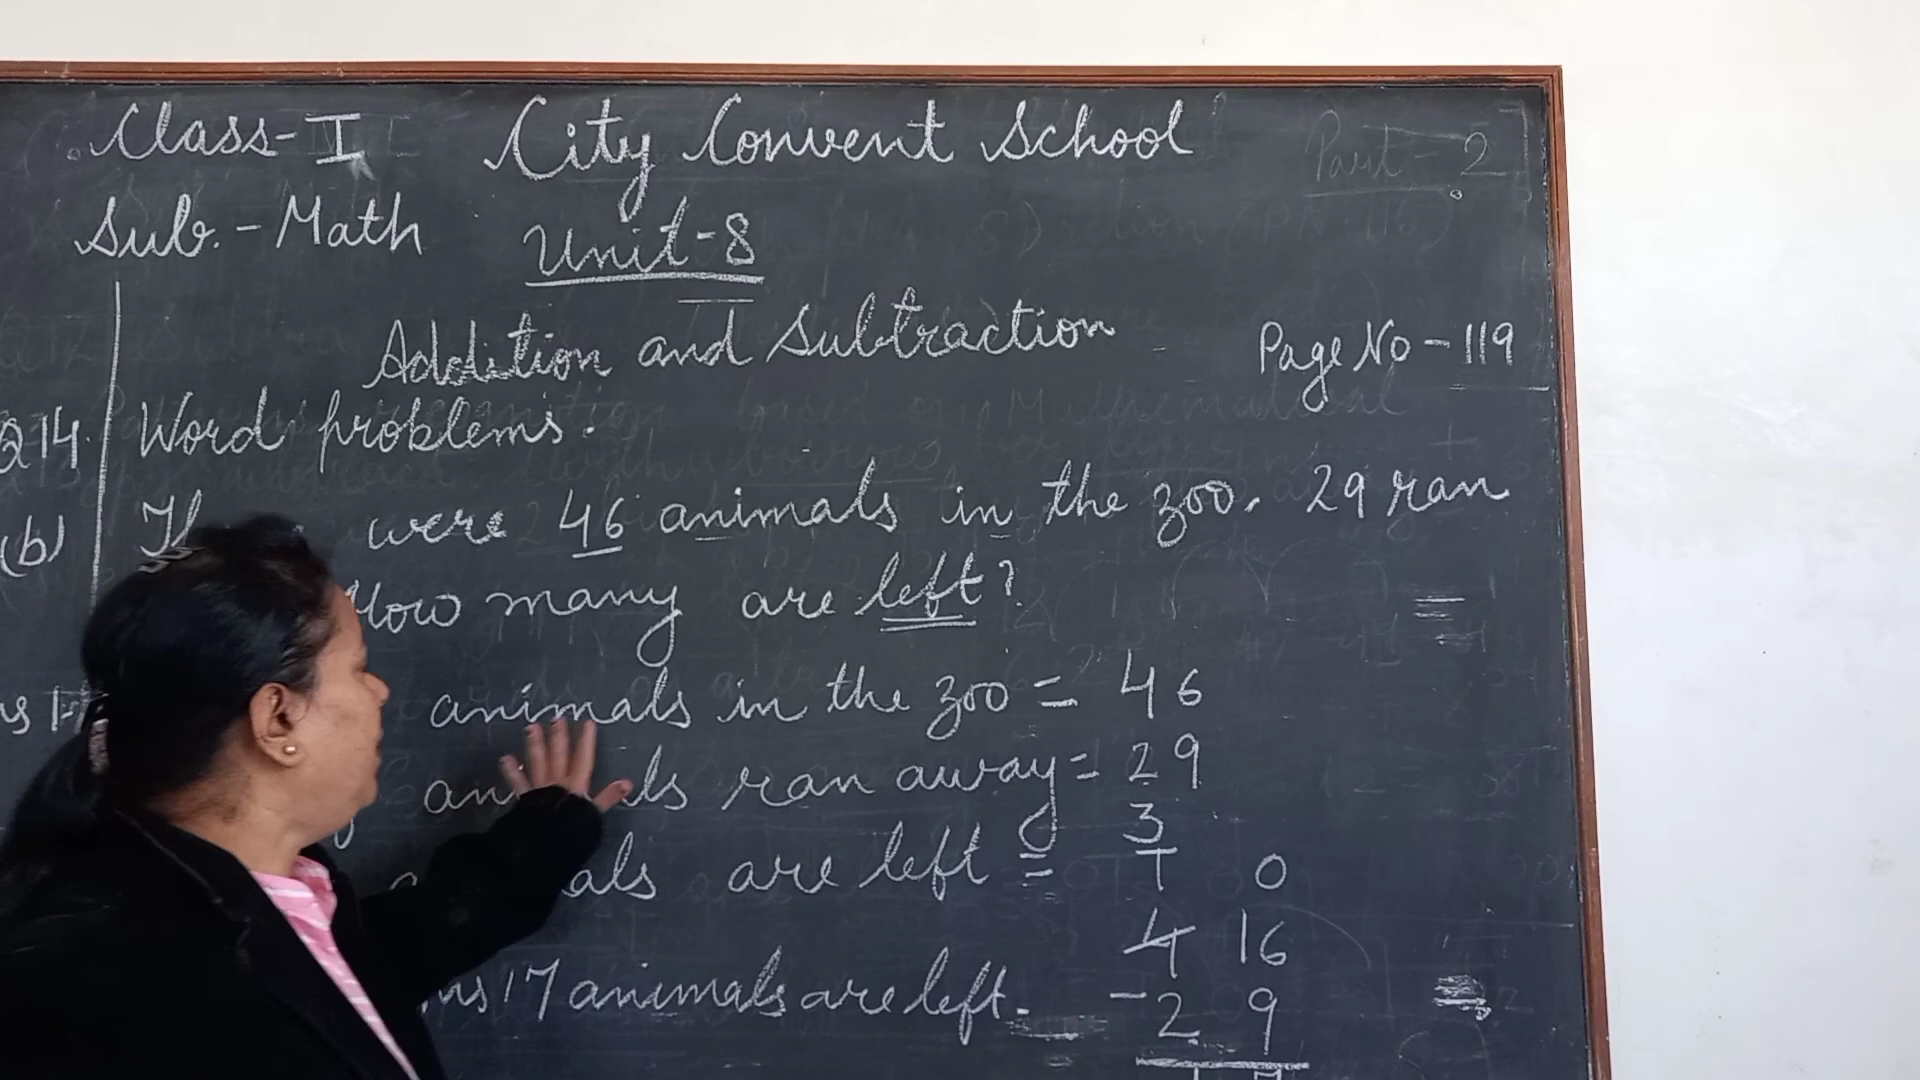 Class-I City Convent School Part-2
Sub.-Math Unit-8
Addition and Subtraction Page No-119
Q14. Word problems.
(b) were 46 animals in the zoo. 29 ran
How many are left?
animals in the zoo = 46
ran away = 29
3
are left = T O
4 16
17 animals are left. - 2 9
1 7